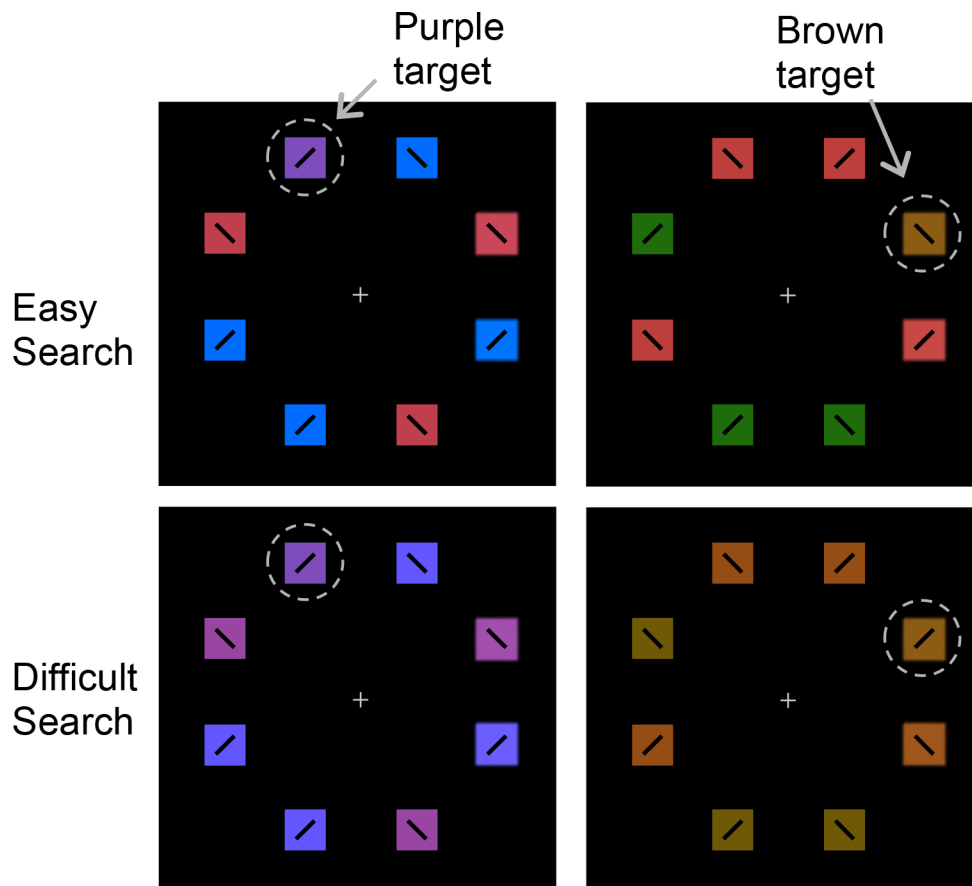 Purple
target
Brown
target
Easy
Search
Difficult
Search